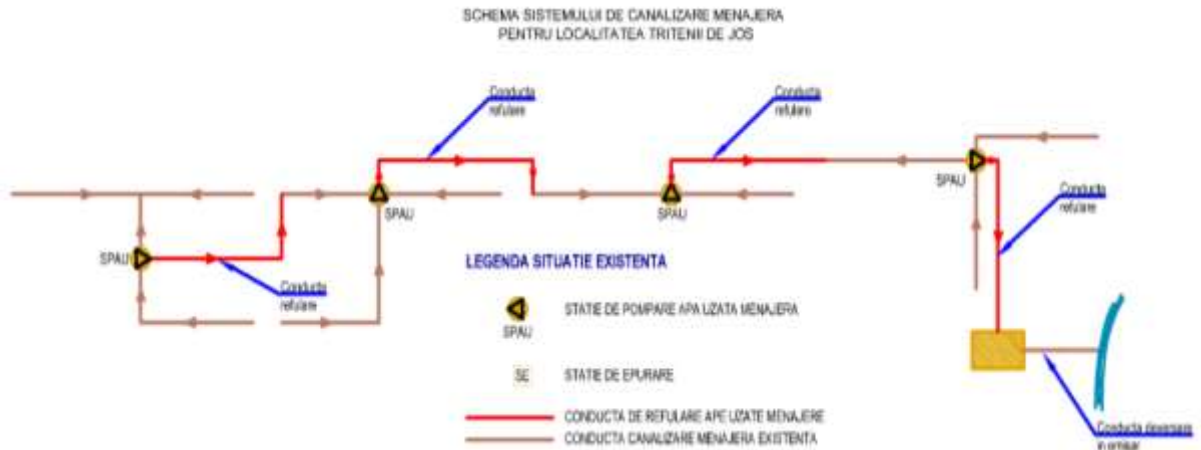 SCHEMA SISTEMULUI DE CANALIZARE MENAJERA
PENTRU LOCALITATEA TRITENII DE JOS
Conducta
refulare
Conducta
refulare
SPAU
Conducta
refulare
SPAU
SPAU
SPAU
Conducta
refulare
LEGENDA SITUATIE EXISTENTA
STATIE DE POMPARE APA UZATA MENAJERA
SPAU
SE
STATIE DE EPURARE
CONDUCTA DE REFULARE APE UZATE MENAJERE
CONDUCTA CANALIZARE MENAJERA EXISTENTA
Conducta deversare
in emisar